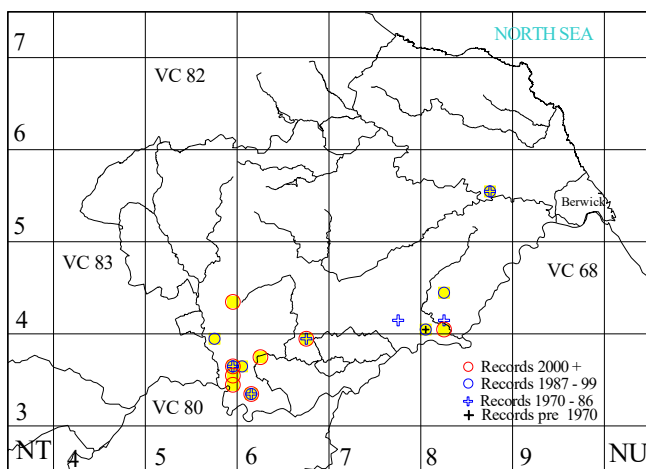 7
NORTH SEA
VC 82
6
Berwick
5
VC 83
VC 68
4
Records 2000 +
Records 1987 - 99
VC 80
Records 1970 - 86
Records pre 1970
3
NT 4 5 6 7 8 9 NU